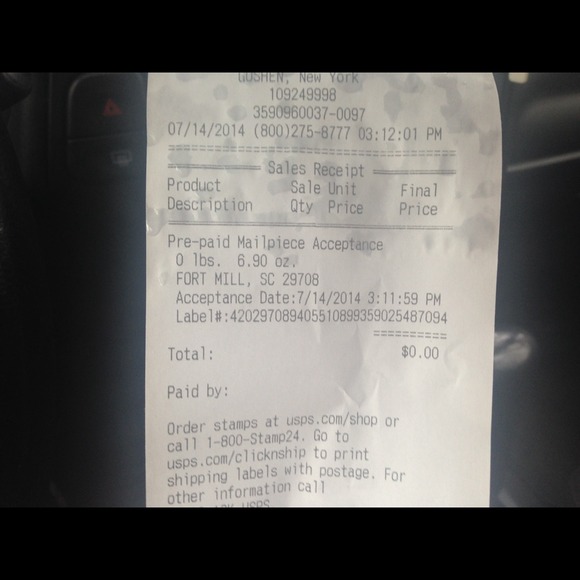 GOSHEN, New York
109249998
3590960037-0097
07/14/2014 (800)275-8777 03:12:01 PM
Sales Receipt
Product Sale Unit Final
Description Qty Price Price
Pre-paid Mailpiece Acceptance
0 lbs. 6.90 oz.
FORT MILL, SC 29708
Acceptance Date:7/14/2014 3:11:59 PM
Label#:420297089405510899359025487094
==========
Total: $0.00
Paid by:
Order stamps at usps.com/shop or
call 1-800-Stamp24. Go to
usps.com/clicknship to print
shipping labels with postage. For
other information call